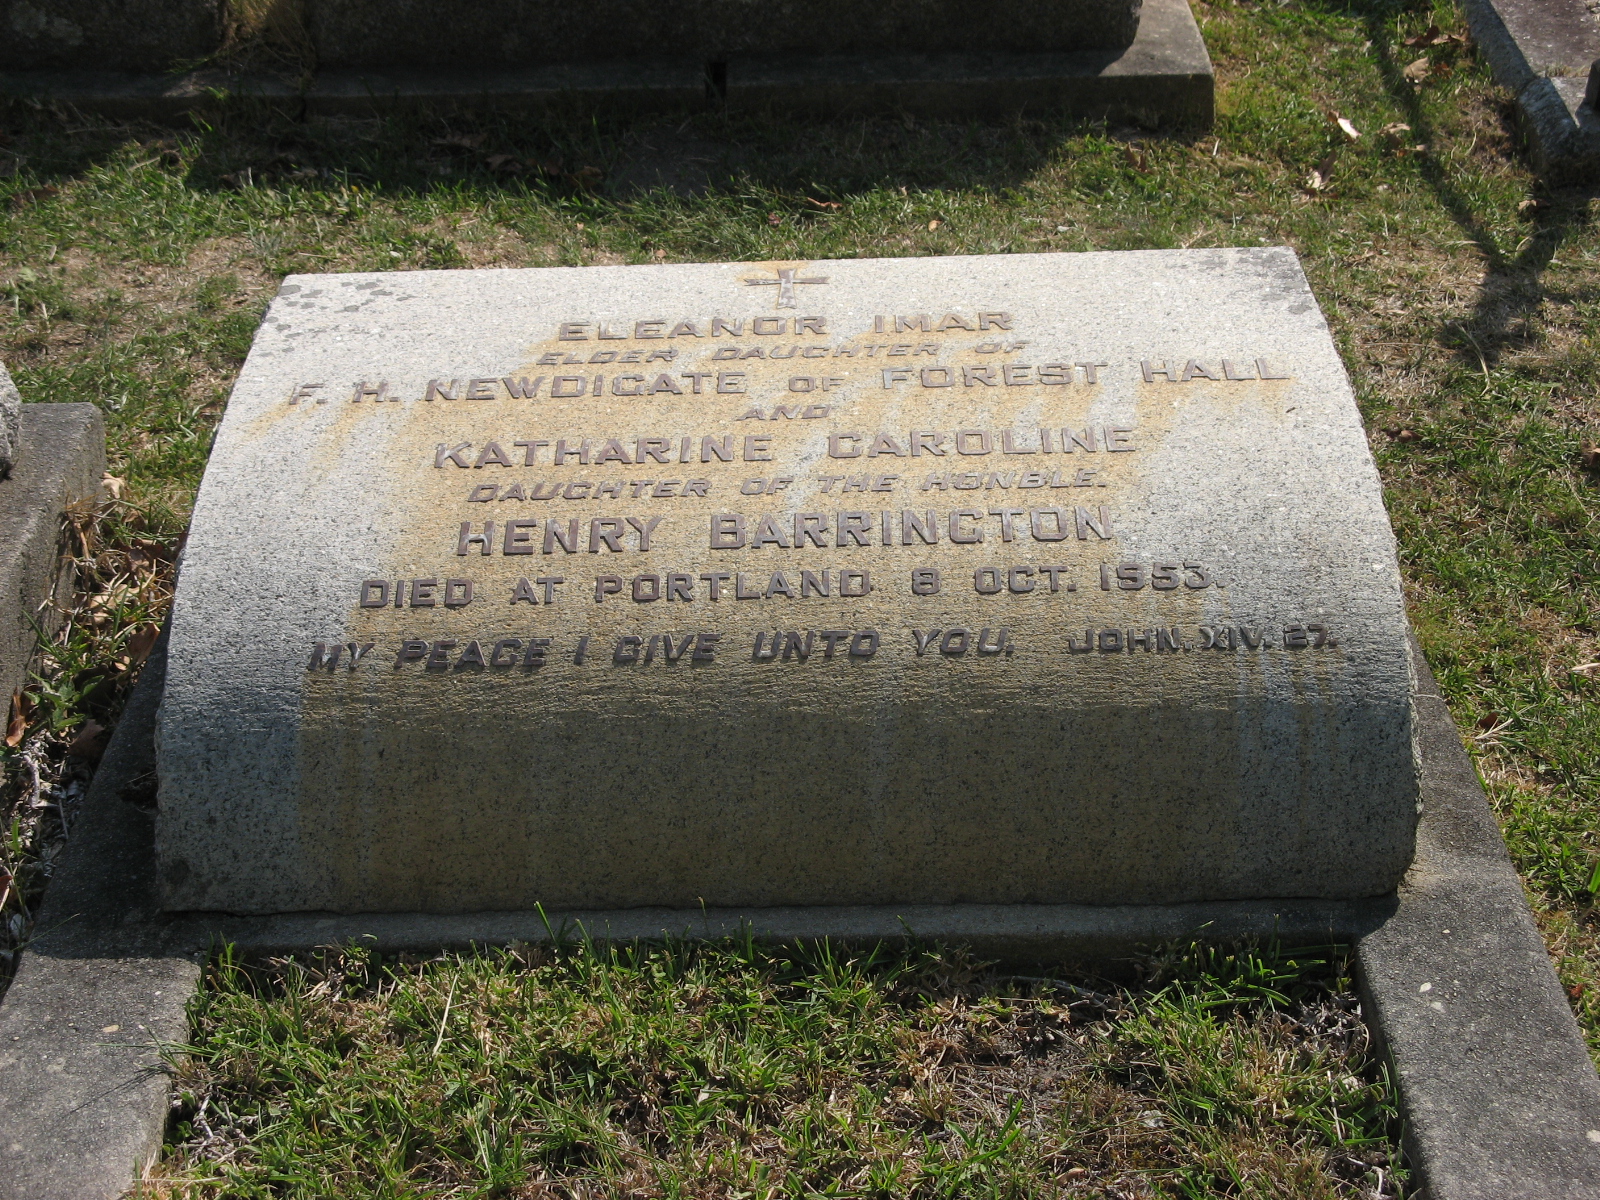 ELEANOR IMAR
ELDER DAUGHTER OF
F. H. NEWDIGATE OF FOREST HALL
AND
KATHARINE CAROLINE
DAUGHTER OF THE HONBLE.
HENRY BARRINGTON
DIED AT PORTLAND 8 OCT. 1953.
MY PEACE I GIVE UNTO YOU. JOHN. XIV. 27.